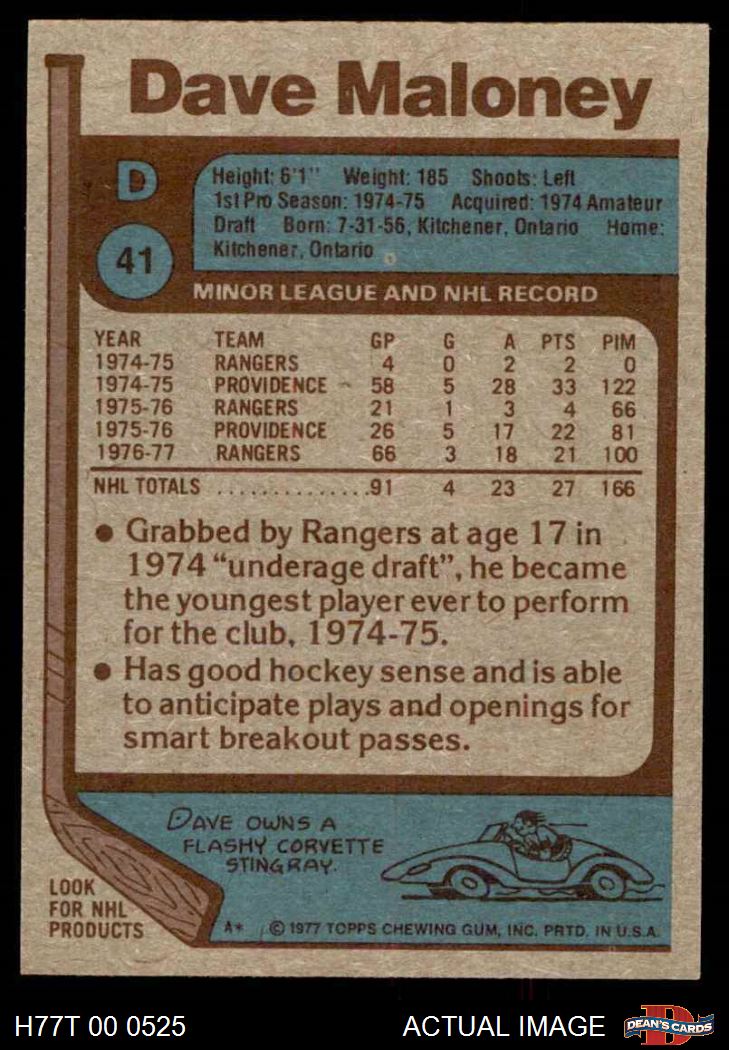 Dave Maloney
D
41
Height: 6'1" Weight: 185 Shoots: Left
1st Pro Season: 1974-75 Acquired: 1974 Amateur
Draft Born: 7-31-56, Kitchener, Ontario Home:
Kitchener, Ontario
MINOR LEAGUE AND NHL RECORD
YEAR TEAM GP G A PTS PIM
1974-75 RANGERS 4 0 2 2 0
1974-75 PROVIDENCE 58 5 28 33 122
1975-76 RANGERS 21 1 3 4 66
1975-76 PROVIDENCE 26 5 17 22 81
1976-77 RANGERS 66 3 18 21 100
NHL TOTALS ..............91 4 23 27 166
● Grabbed by Rangers at age 17 in
1974 “underage draft”, he became
the youngest player ever to perform
for the club, 1974-75.
● Has good hockey sense and is able
to anticipate plays and openings for
smart breakout passes.
DAVE OWNS A
FLASHY CORVETTE
STINGRAY.
LOOK
FOR NHL
PRODUCTS
A* © 1977 TOPPS CHEWING GUM, INC. PRTD. IN U.S.A.
H77T 00 0525 ACTUAL IMAGE D DEAN'S CARDS